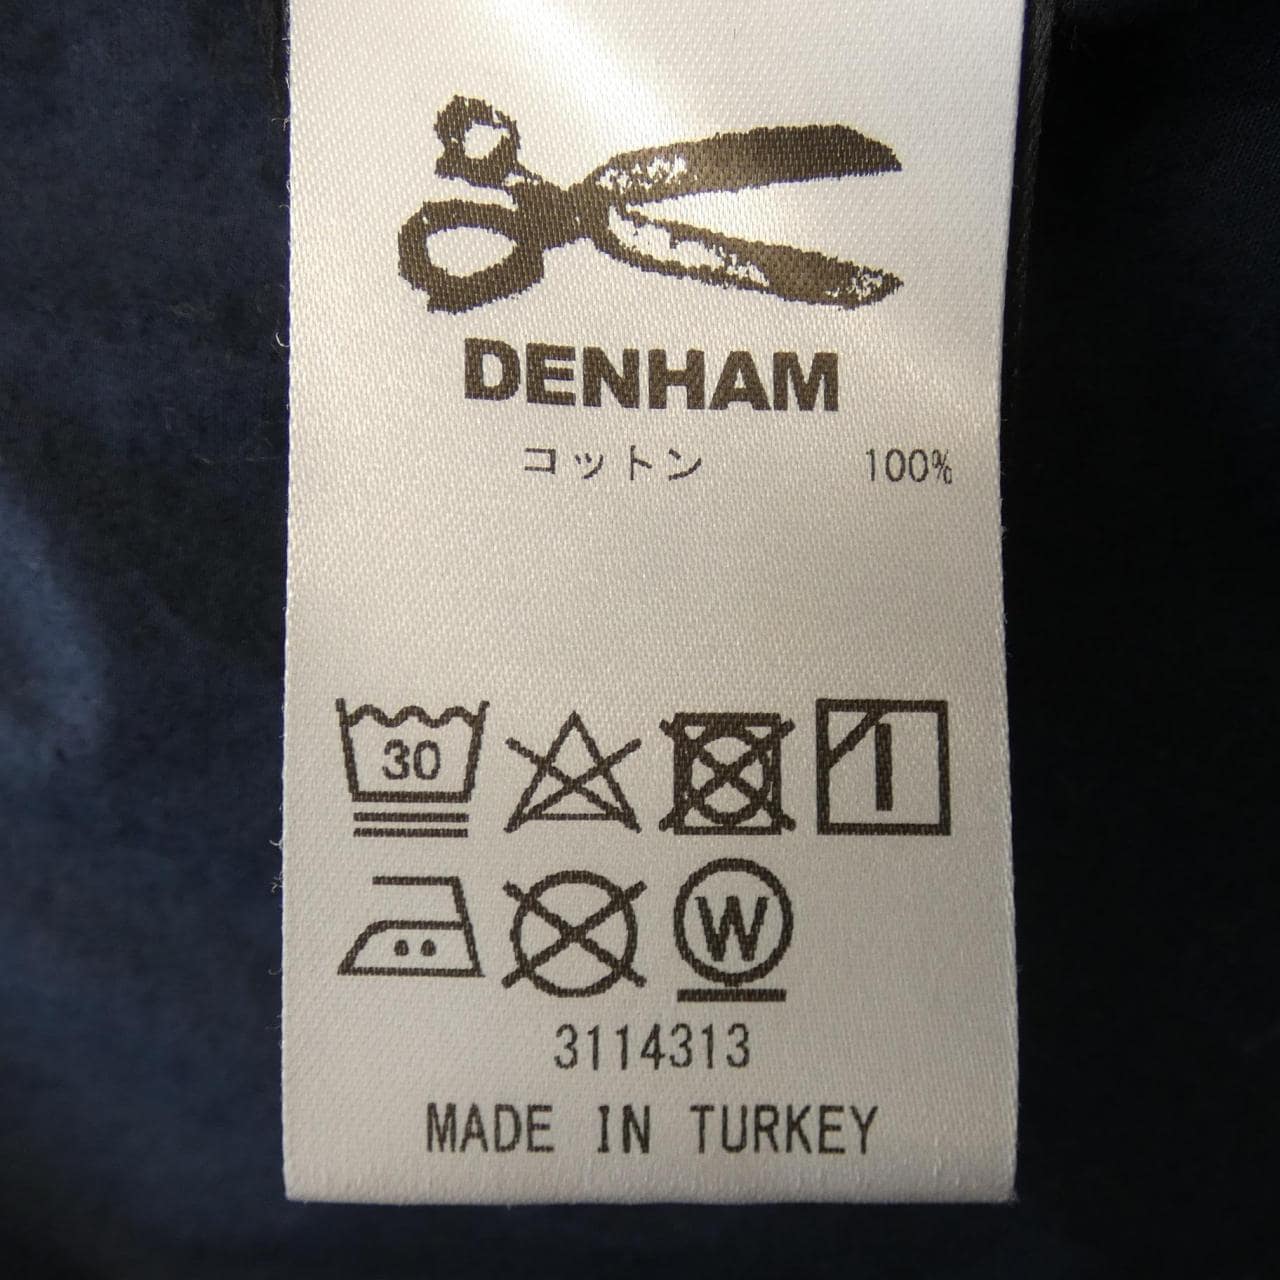 DENHAM
コットン 100%
30
W
3114313
MADE IN TURKEY